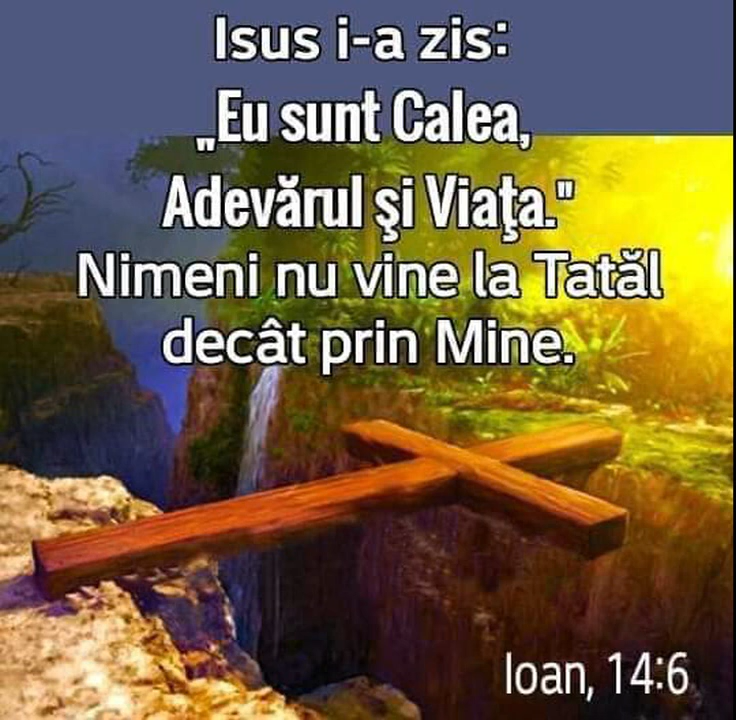 Isus i-a zis:
„Eu sunt Calea,
Adevărul şi Viaţa."
Nimeni nu vine la Tatăl
decât prin Mine.
Ioan, 14:6